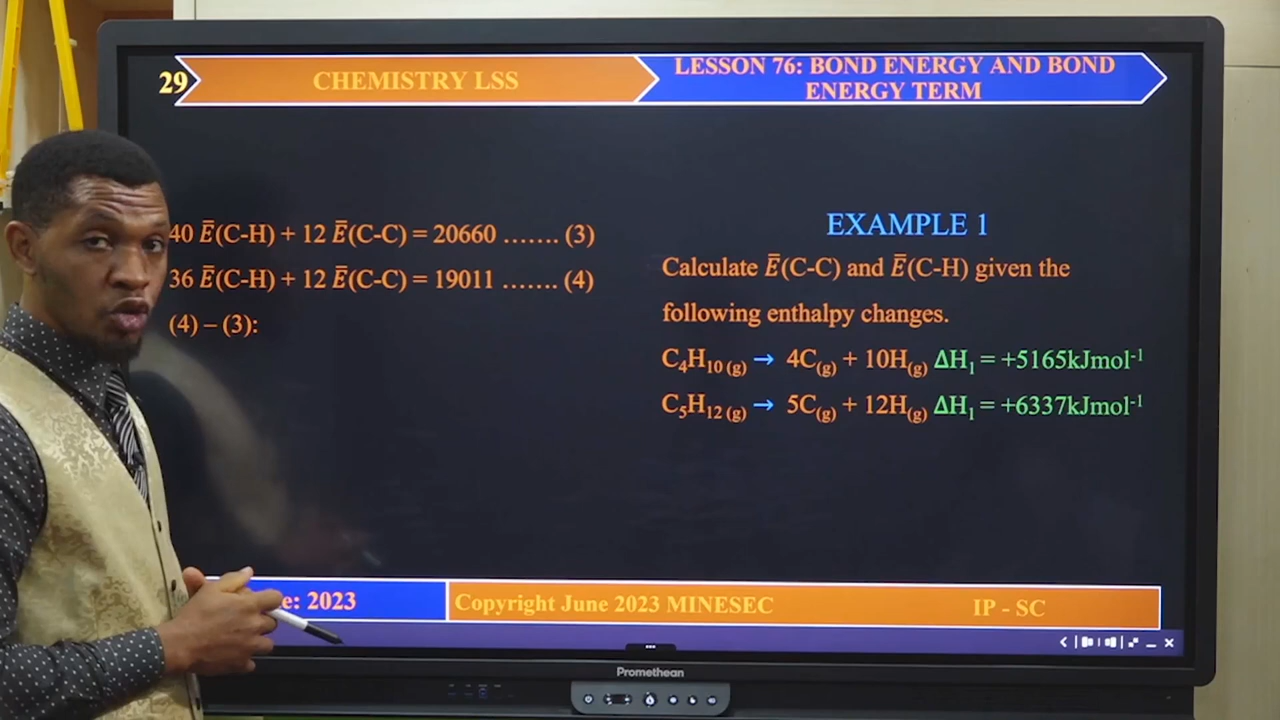 29
CHEMISTRY LSS
LESSON 76: BOND ENERGY AND BOND
ENERGY TERM
40 E̅(C-H) + 12 E̅(C-C) = 20660 ....... (3)
36 E̅(C-H) + 12 E̅(C-C) = 19011 ....... (4)
(4) – (3):
EXAMPLE 1
Calculate E̅(C-C) and E̅(C-H) given the
following enthalpy changes.
C₄H₁₀ (g) → 4C(g) + 10H(g) ΔH₁ = +5165kJmol⁻¹
C₅H₁₂ (g) → 5C(g) + 12H(g) ΔH₁ = +6337kJmol⁻¹
: 2023
Copyright June 2023 MINESEC
IP - SC
Promethean